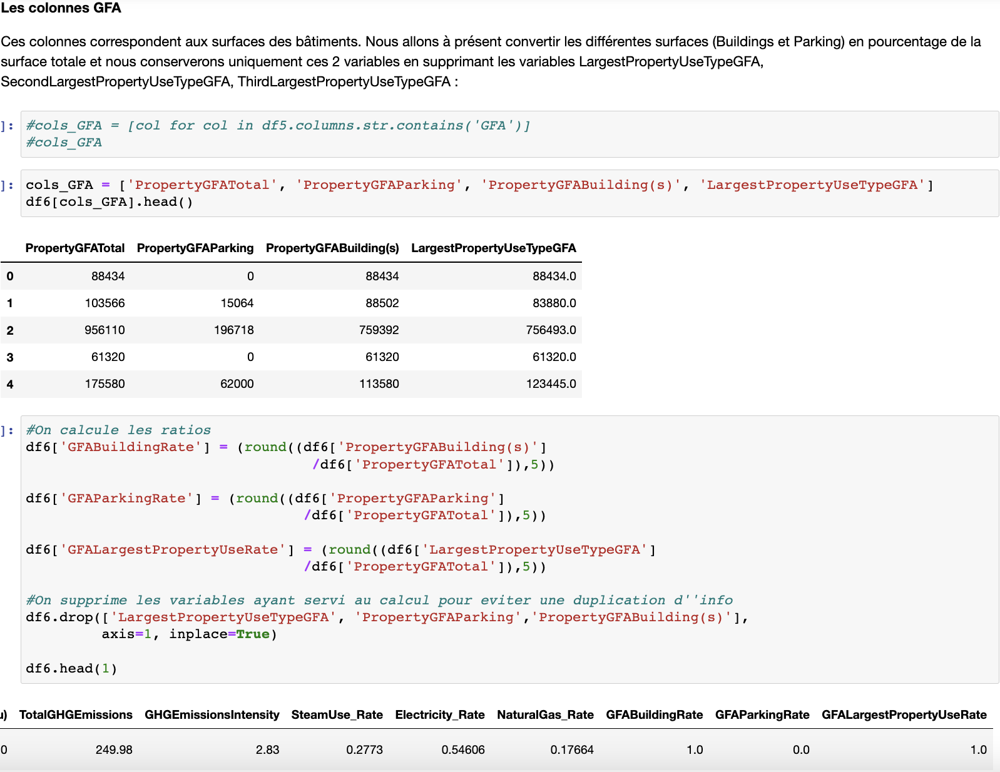 Les colonnes GFA
Ces colonnes correspondent aux surfaces des bâtiments. Nous allons à présent convertir les différentes surfaces (Buildings et Parking) en pourcentage de la
surface totale et nous conserverons uniquement ces 2 variables en supprimant les variables LargestPropertyUseTypeGFA,
SecondLargestPropertyUseTypeGFA, ThirdLargestPropertyUseTypeGFA :
]: #cols_GFA = [col for col in df5.columns.str.contains('GFA')]
#cols_GFA
]: cols_GFA = ['PropertyGFATotal', 'PropertyGFAParking', 'PropertyGFABuilding(s)', 'LargestPropertyUseTypeGFA']
df6[cols_GFA].head()
PropertyGFATotal PropertyGFAParking PropertyGFABuilding(s) LargestPropertyUseTypeGFA
0 88434 0 88434 88434.0
1 103566 15064 88502 83880.0
2 956110 196718 759392 756493.0
3 61320 0 61320 61320.0
4 175580 62000 113580 123445.0
]: #On calcule les ratios
df6['GFABuildingRate'] = (round((df6['PropertyGFABuilding(s)']
/df6['PropertyGFATotal']),5))
df6['GFAParkingRate'] = (round((df6['PropertyGFAParking']
/df6['PropertyGFATotal']),5))
df6['GFALargestPropertyUseRate'] = (round((df6['LargestPropertyUseTypeGFA']
/df6['PropertyGFATotal']),5))
#On supprime les variables ayant servi au calcul pour eviter une duplication d''info
df6.drop(['LargestPropertyUseTypeGFA', 'PropertyGFAParking','PropertyGFABuilding(s)'],
axis=1, inplace=True)
df6.head(1)
u) TotalGHGEmissions GHGEmissionsIntensity SteamUse_Rate Electricity_Rate NaturalGas_Rate GFABuildingRate GFAParkingRate GFALargestPropertyUseRate
0 249.98 2.83 0.2773 0.54606 0.17664 1.0 0.0 1.0